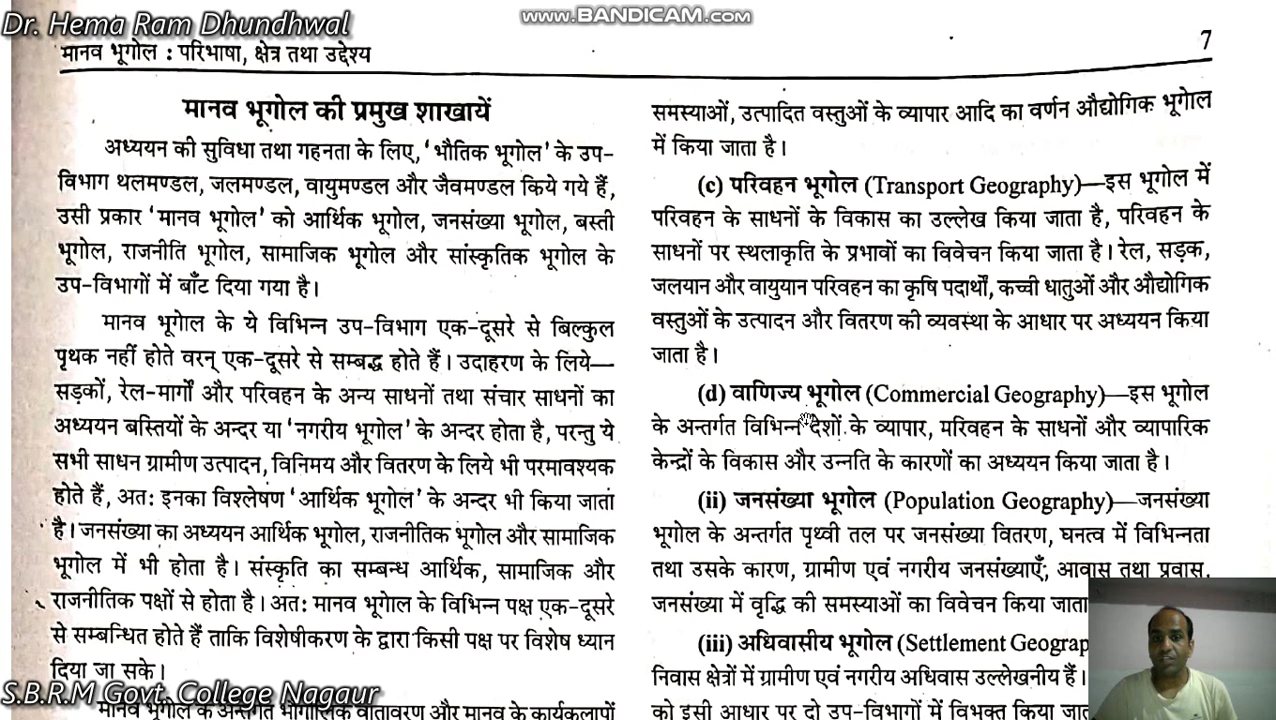 Dr. Hema Ram Dhundhwal
www.BANDICAM.com
मानव भूगोल : परिभाषा, क्षेत्र तथा उद्देश्य
7
मानव भूगोल की प्रमुख शाखायें
अध्ययन की सुविधा तथा गहनता के लिए, 'भौतिक भूगोल' के उप-
विभाग थलमण्डल, जलमण्डल, वायुमण्डल और जैवमण्डल किये गये हैं,
उसी प्रकार 'मानव भूगोल' को आर्थिक भूगोल, जनसंख्या भूगोल, बस्ती
भूगोल, राजनीति भूगोल, सामाजिक भूगोल और सांस्कृतिक भूगोल के
उप-विभागों में बाँट दिया गया है।
मानव भूगोल के ये विभिन्न उप-विभाग एक-दूसरे से बिल्कुल
पृथक नहीं होते वरन् एक-दूसरे से सम्बद्ध होते हैं। उदाहरण के लिये—
सड़कों, रेल-मार्गों और परिवहन के अन्य साधनों तथा संचार साधनों का
अध्ययन बस्तियों के अन्दर या 'नगरीय भूगोल' के अन्दर होता है, परन्तु ये
सभी साधन ग्रामीण उत्पादन, विनिमय और वितरण के लिये भी परमावश्यक
होते हैं, अत: इनका विश्लेषण 'आर्थिक भूगोल' के अन्दर भी किया जाता
है। जनसंख्या का अध्ययन आर्थिक भूगोल, राजनीतिक भूगोल और सामाजिक
भूगोल में भी होता है। संस्कृति का सम्बन्ध आर्थिक, सामाजिक और
राजनीतिक पक्षों से होता है। अत: मानव भूगोल के विभिन्न पक्ष एक-दूसरे
से सम्बन्धित होते हैं ताकि विशेषीकरण के द्वारा किसी पक्ष पर विशेष ध्यान
दिया जा सके।
मानव भूगोल के अन्तर्गत भौगोलिक वातावरण और मानव के कार्यकलापों
S.B.R.M Govt. College Nagaur
समस्याओं, उत्पादित वस्तुओं के व्यापार आदि का वर्णन औद्योगिक भूगोल
में किया जाता है।
(c) परिवहन भूगोल (Transport Geography)—इस भूगोल में
परिवहन के साधनों के विकास का उल्लेख किया जाता है, परिवहन के
साधनों पर स्थलाकृति के प्रभावों का विवेचन किया जाता है। रेल, सड़क,
जलयान और वायुयान परिवहन का कृषि पदार्थों, कच्ची धातुओं और औद्योगिक
वस्तुओं के उत्पादन और वितरण की व्यवस्था के आधार पर अध्ययन किया
जाता है।
(d) वाणिज्य भूगोल (Commercial Geography)—इस भूगोल
के अन्तर्गत विभिन्न देशों के व्यापार, मरिवहन के साधनों और व्यापारिक
केन्द्रों के विकास और उन्नति के कारणों का अध्ययन किया जाता है।
(ii) जनसंख्या भूगोल (Population Geography)—जनसंख्या
भूगोल के अन्तर्गत पृथ्वी तल पर जनसंख्या वितरण, घनत्व में विभिन्नता
तथा उसके कारण, ग्रामीण एवं नगरीय जनसंख्याएँ, आवास तथा प्रवास,
जनसंख्या में वृद्धि की समस्याओं का विवेचन किया जाता
(iii) अधिवासीय भूगोल (Settlement Geograp
निवास क्षेत्रों में ग्रामीण एवं नगरीय अधिवास उल्लेखनीय हैं।
को इसी आधार पर दो उप-विभागों में विभक्त किया जात